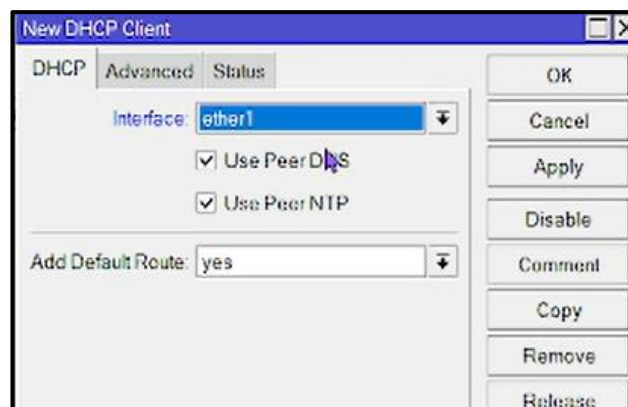 New DHCP Client
DHCP Advanced Status
Interface: ether1
Use Peer DNS
Use Peer NTP
Add Default Route: yes
OK
Cancel
Apply
Disable
Comment
Copy
Remove
Release